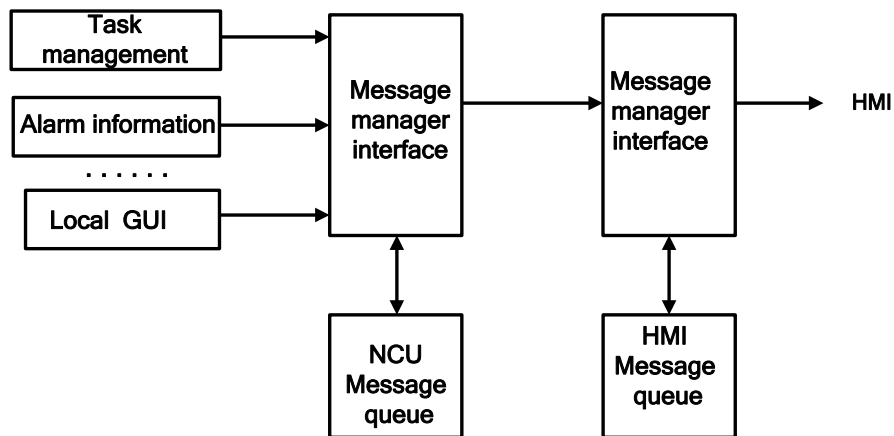 Task
management
Alarm information
. . . . . .
Local GUI
Message
manager
interface
Message
manager
interface
HMI
NCU
Message
queue
HMI
Message
queue